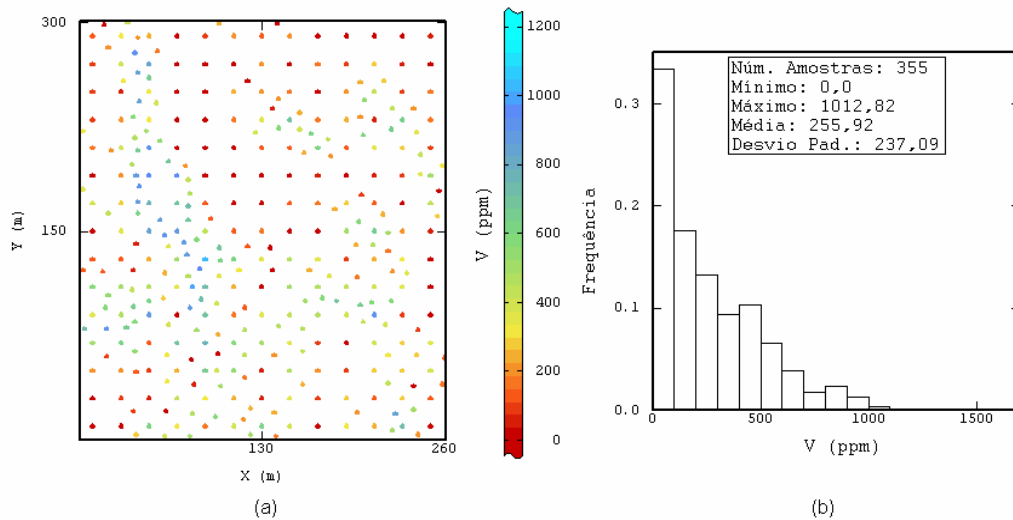 300
150
Y (m)
130
260
X (m)
(a)
1200
1000
800
600
400
200
0
V (ppm)
Núm. Amostras: 355
Mínimo: 0,0
Máximo: 1012,82
Média: 255,92
Desvio Pad.: 237,09
0.3
0.2
0.1
0.0
Frequência
0
500
1000
1500
V (ppm)
(b)